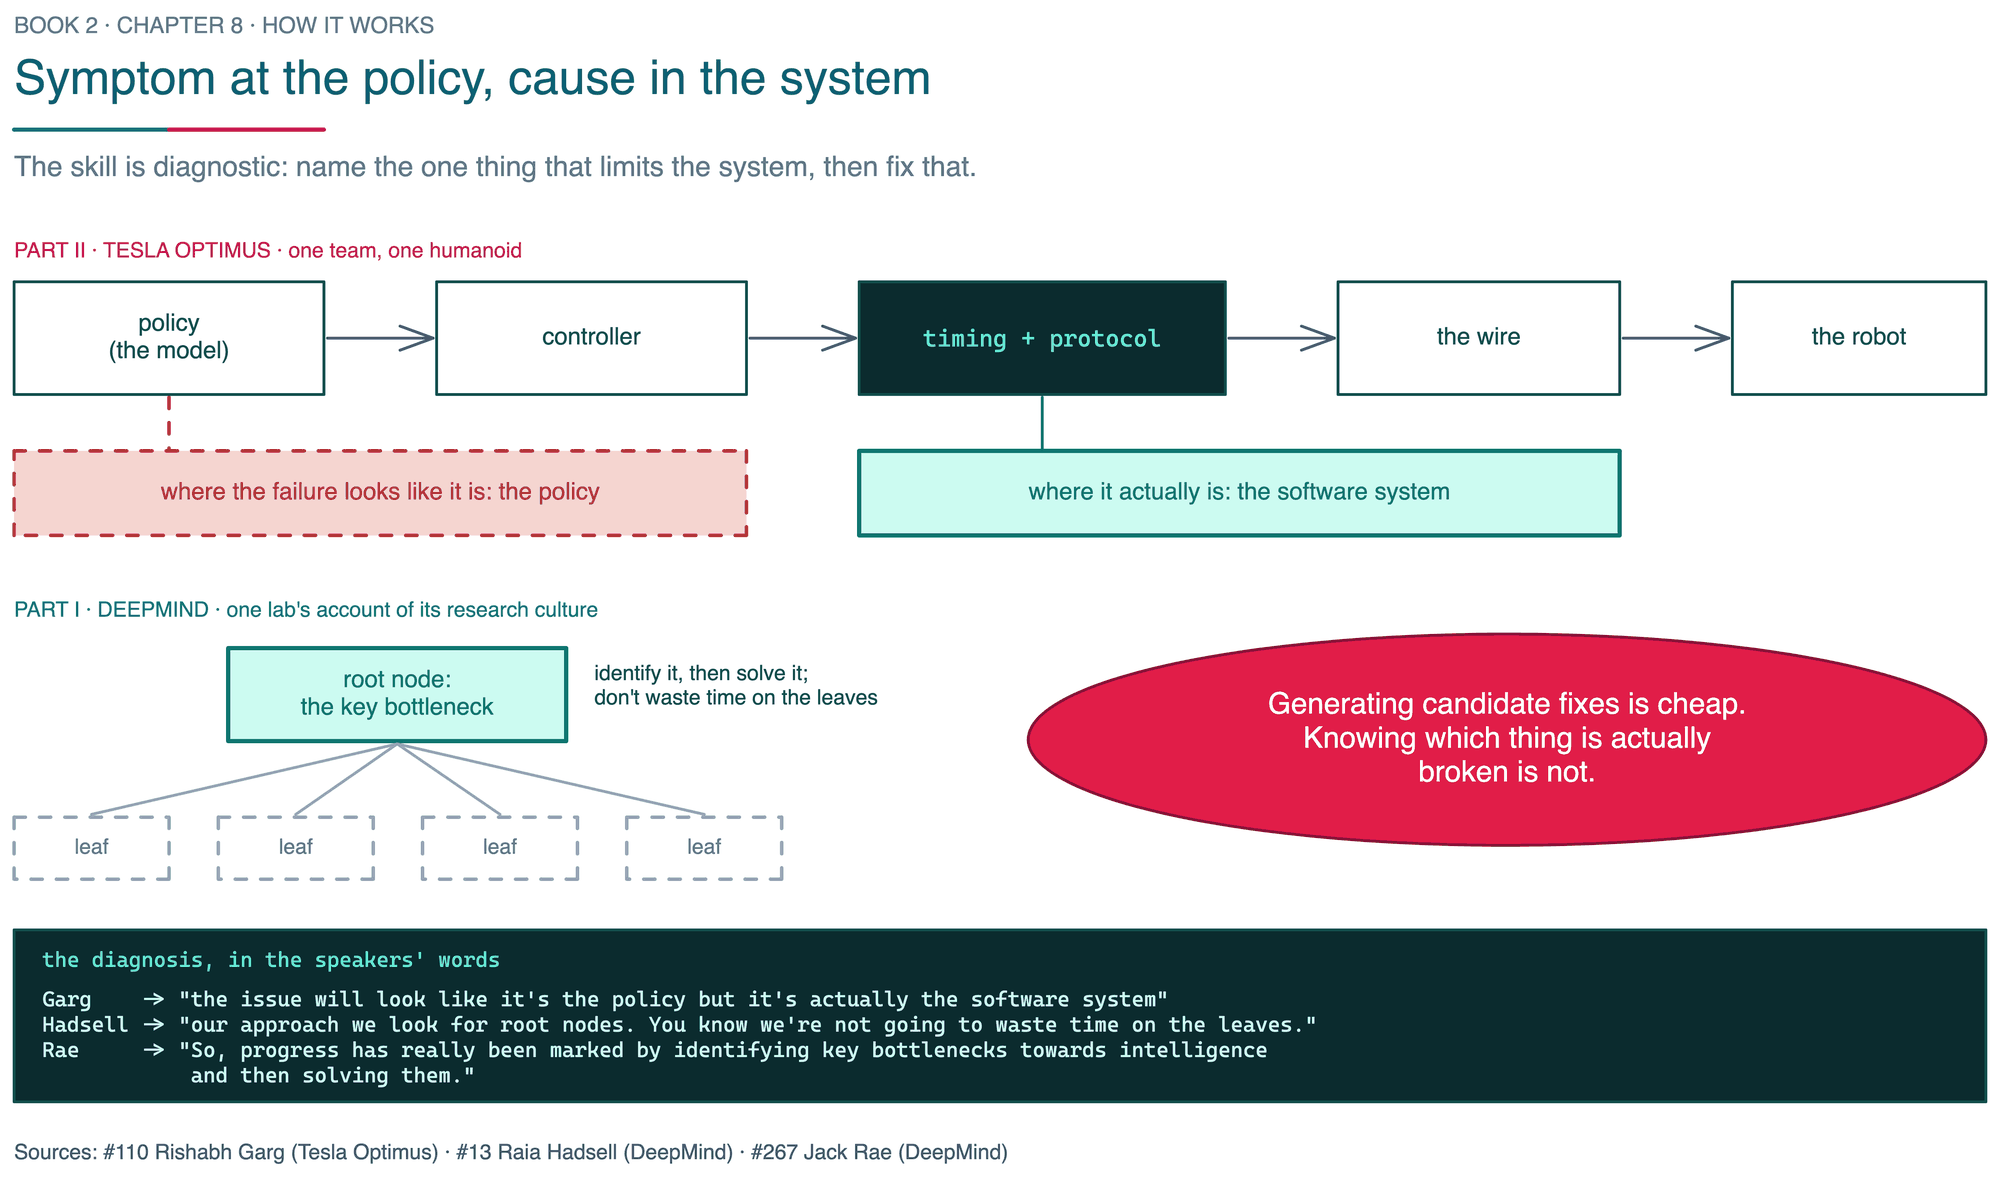 BOOK 2 · CHAPTER 8 · HOW IT WORKS
Symptom at the policy, cause in the system
The skill is diagnostic: name the one thing that limits the system, then fix that.
PART II · TESLA OPTIMUS · one team, one humanoid
policy
(the model)
controller
timing + protocol
the wire
the robot
where the failure looks like it is: the policy
where it actually is: the software system
PART I · DEEPMIND · one lab's account of its research culture
root node:
the key bottleneck
identify it, then solve it;
don't waste time on the leaves
leaf
leaf
leaf
leaf
Generating candidate fixes is cheap.
Knowing which thing is actually
broken is not.
the diagnosis, in the speakers' words
Garg → "the issue will look like it's the policy but it's actually the software system"
Hadsell → "our approach we look for root nodes. You know we're not going to waste time on the leaves."
Rae → "So, progress has really been marked by identifying key bottlenecks towards intelligence
and then solving them."
Sources: #110 Rishabh Garg (Tesla Optimus) · #13 Raia Hadsell (DeepMind) · #267 Jack Rae (DeepMind)